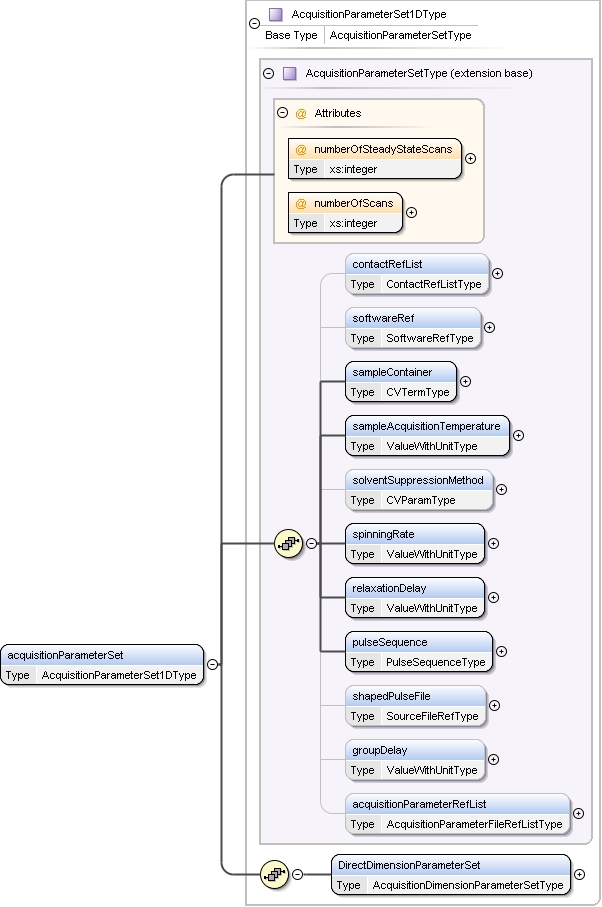 AcquisitionParameterSet1DType
Base Type AcquisitionParameterSetType
AcquisitionParameterSetType (extension base)
@ Attributes
@ numberOfSteadyStateScans
Type xs:integer
@ numberOfScans
Type xs:integer
contactRefList
Type ContactRefListType
softwareRef
Type SoftwareRefType
sampleContainer
Type CVTermType
sampleAcquisitionTemperature
Type ValueWithUnitType
solventSuppressionMethod
Type CVParamType
spinningRate
Type ValueWithUnitType
relaxationDelay
Type ValueWithUnitType
pulseSequence
Type PulseSequenceType
acquisitionParameterSet
Type AcquisitionParameterSet1DType
shapedPulseFile
Type SourceFileRefType
groupDelay
Type ValueWithUnitType
acquisitionParameterRefList
Type AcquisitionParameterFileRefListType
DirectDimensionParameterSet
Type AcquisitionDimensionParameterSetType